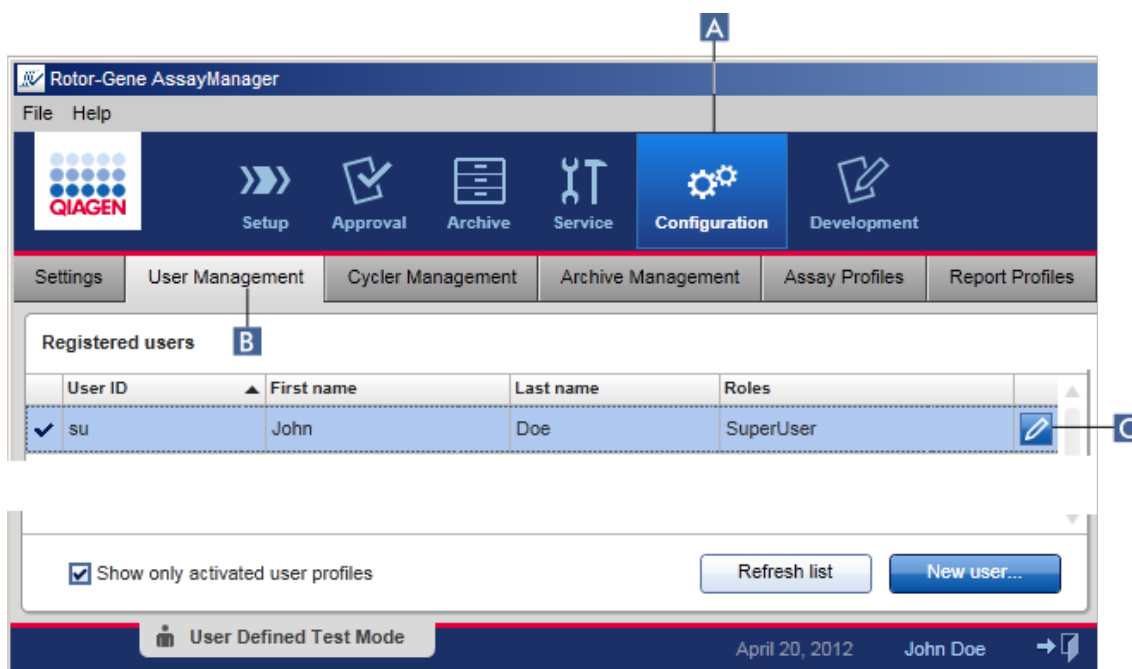 A
Rotor-Gene AssayManager
File Help
QIAGEN
Setup Approval Archive Service Configuration Development
Settings User Management Cycler Management Archive Management Assay Profiles Report Profiles
Registered users B
User ID First name Last name Roles
su John Doe SuperUser C
Show only activated user profiles Refresh list New user...
User Defined Test Mode April 20, 2012 John Doe